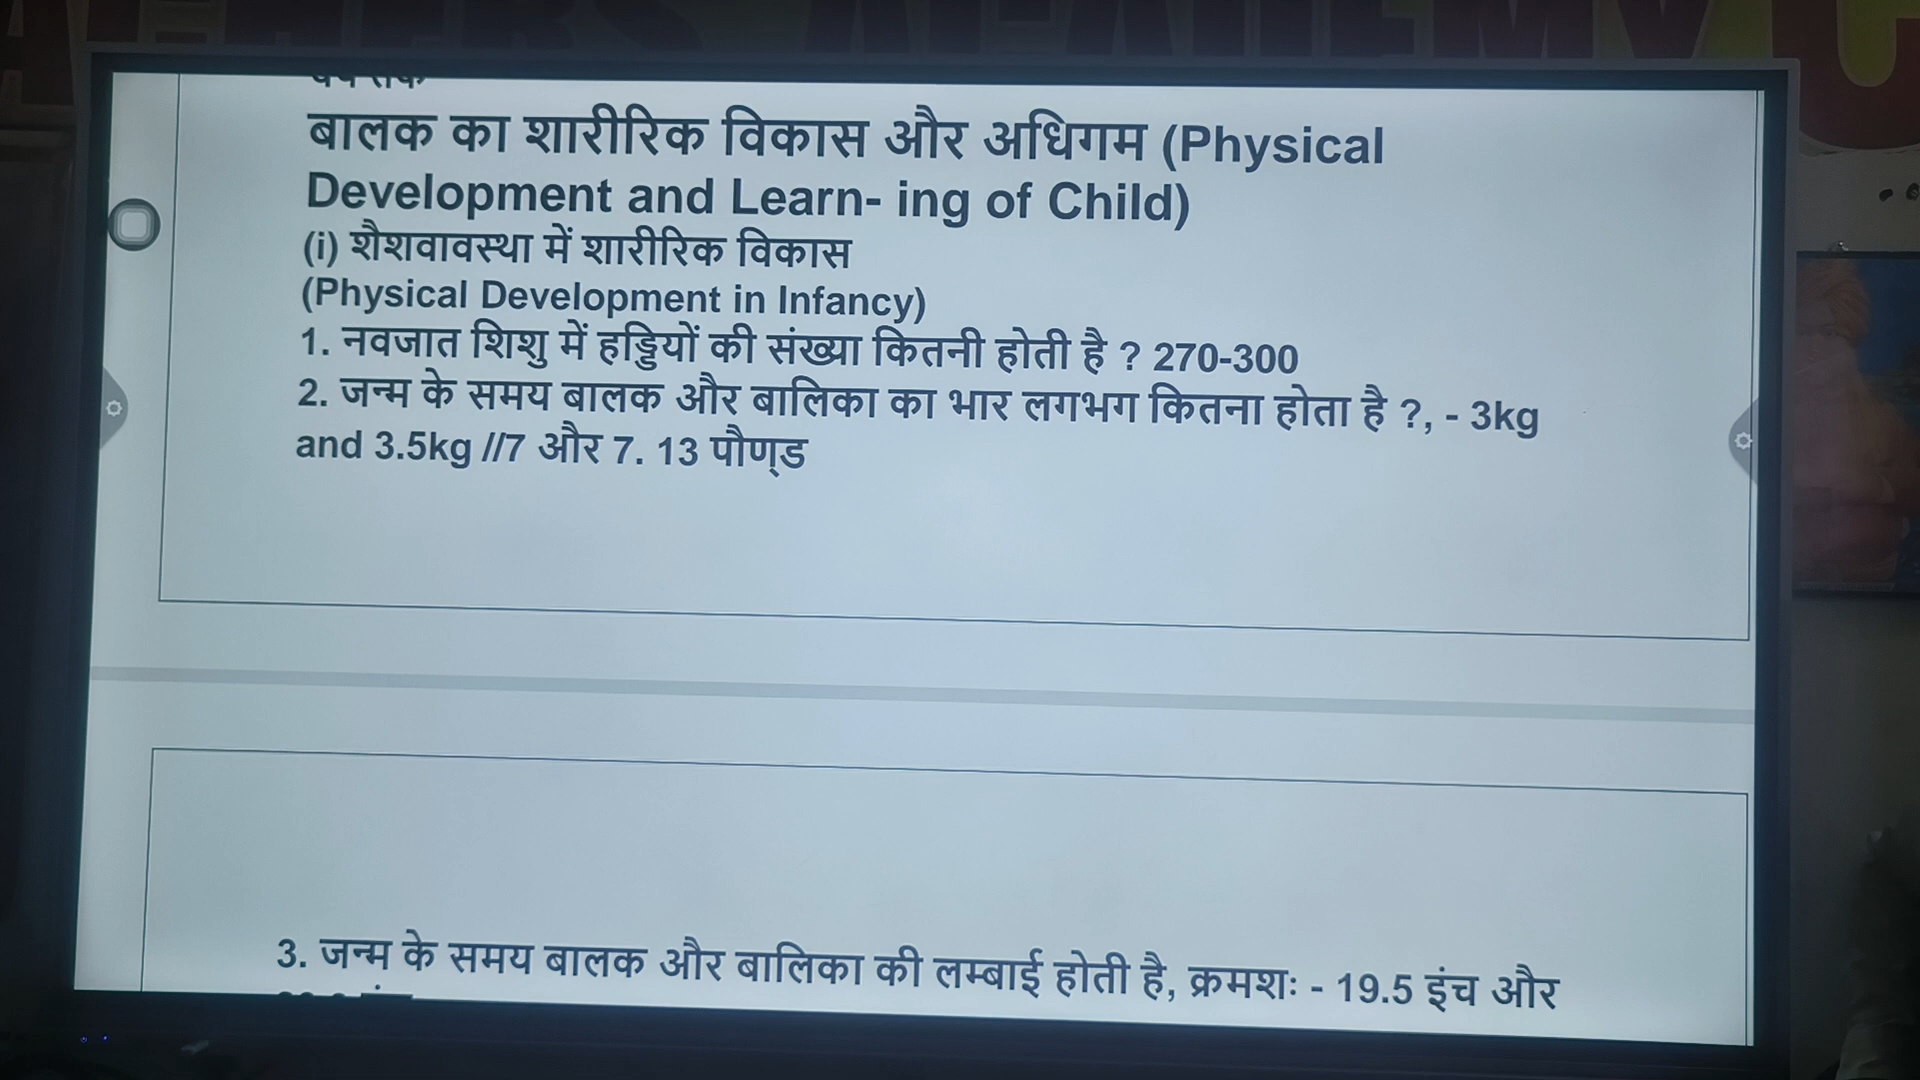 ACADEMY
बालक का शारीरिक विकास और अधिगम (Physical
Development and Learn- ing of Child)
(i) शैशवावस्था में शारीरिक विकास
(Physical Development in Infancy)
1. नवजात शिशु में हड्डियों की संख्या कितनी होती है ? 270-300
2. जन्म के समय बालक और बालिका का भार लगभग कितना होता है ?, - 3kg
and 3.5kg //7 और 7. 13 पौण्ड
3. जन्म के समय बालक और बालिका की लम्बाई होती है, क्रमशः - 19.5 इंच और